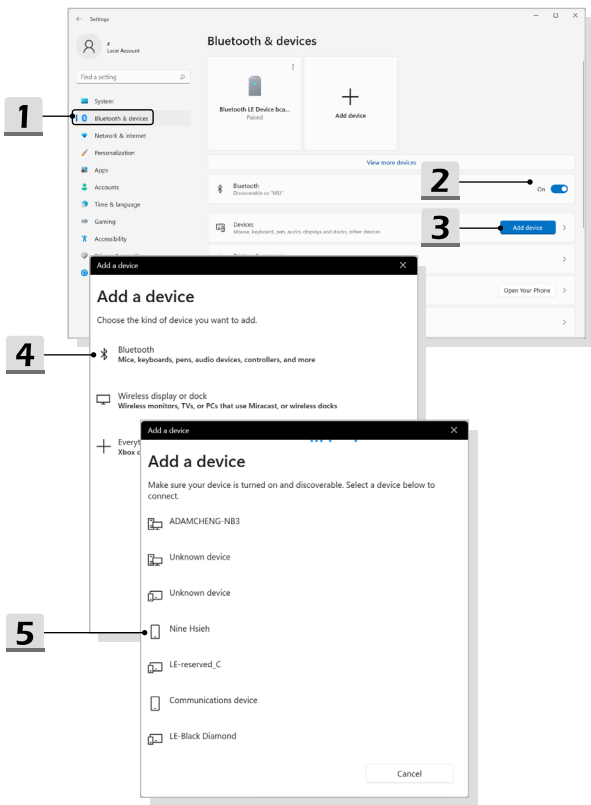 Settings
z
Local Account
Find a setting
System
Bluetooth & devices
Network & internet
Personalization
Apps
Accounts
Time & language
Gaming
Accessibility
Bluetooth & devices
Bluetooth LE Device bca...
Paired
Add device
View more devices
Bluetooth
Discoverable as "MSI"
On
Devices
Mouse, keyboard, pen, audio, displays and docks, other devices
Add device
Open Your Phone
1
2
3
Add a device
Add a device
Choose the kind of device you want to add.
Bluetooth
Mice, keyboards, pens, audio devices, controllers, and more
Wireless display or dock
Wireless monitors, TVs, or PCs that use Miracast, or wireless docks
Everyt
Xbox c
4
Add a device
Add a device
Make sure your device is turned on and discoverable. Select a device below to
connect.
ADAMCHENG-NB3
Unknown device
Unknown device
Nine Hsieh
LE-reserved_C
Communications device
LE-Black Diamond
Cancel
5